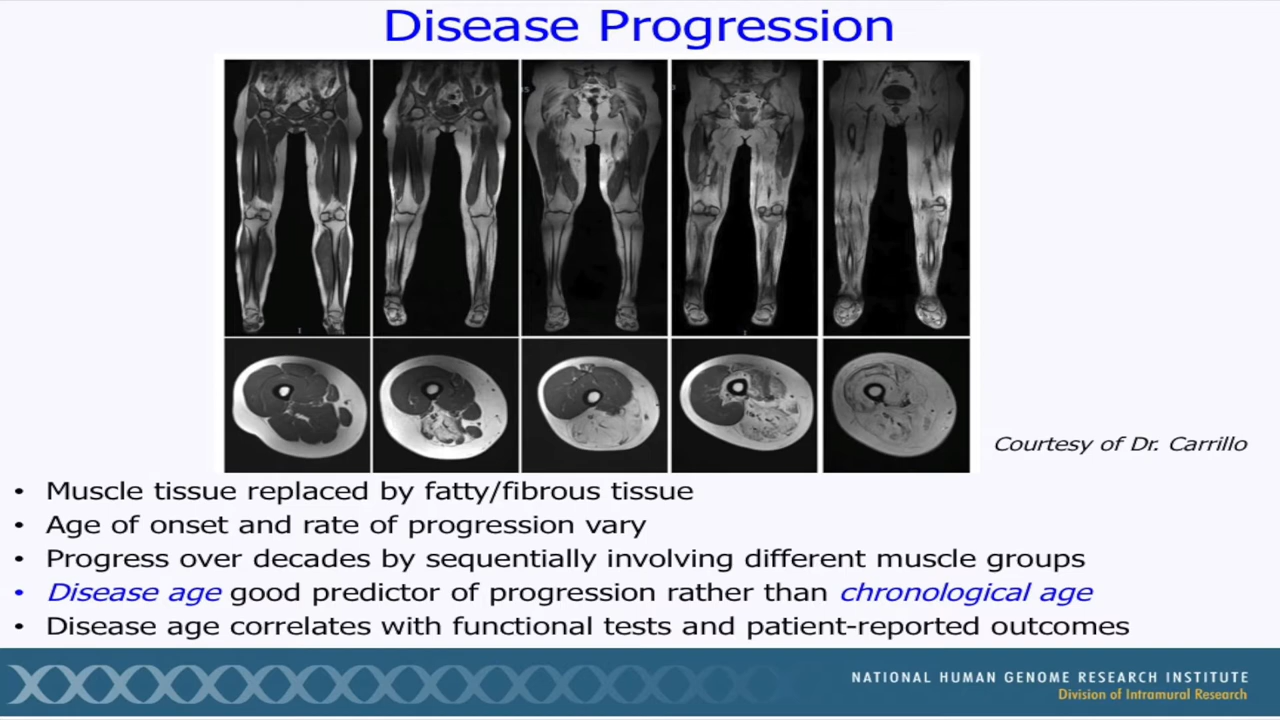 Disease Progression
Courtesy of Dr. Carrillo
• Muscle tissue replaced by fatty/fibrous tissue
• Age of onset and rate of progression vary
• Progress over decades by sequentially involving different muscle groups
• Disease age good predictor of progression rather than chronological age
• Disease age correlates with functional tests and patient-reported outcomes
NATIONAL HUMAN GENOME RESEARCH INSTITUTE
Division of Intramural Research